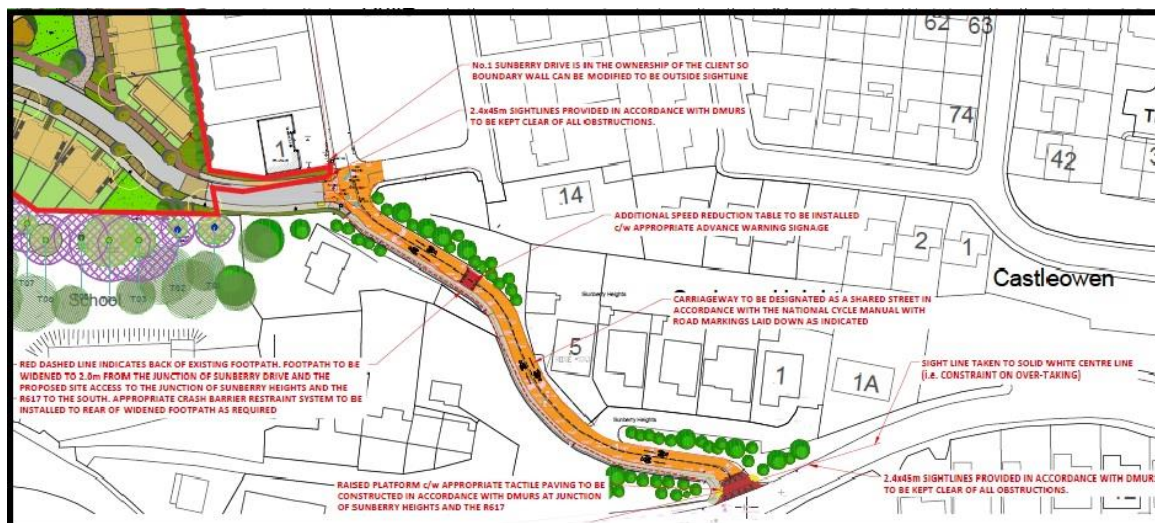 62
63
No.1 SUNBERRY DRIVE IS IN THE OWNERSHIP OF THE CLIENT SO
BOUNDARY WALL CAN BE MODIFIED TO BE OUTSIDE SIGHTLINE
2.4x45m SIGHTLINES PROVIDED IN ACCORDANCE WITH DMURS
TO BE KEPT CLEAR OF ALL OBSTRUCTIONS.
74
42
1
14
ADDITIONAL SPEED REDUCTION TABLE TO BE INSTALLED
c/w APPROPRIATE ADVANCE WARNING SIGNAGE
2
1
Castleowen
T07
T06
T03
T02
School
Sunberry Heights
CARRIAGEWAY TO BE DESIGNATED AS A SHARED STREET IN
ACCORDANCE WITH THE NATIONAL CYCLE MANUAL WITH
ROAD MARKINGS LAID DOWN AS INDICATED
5
1
1A
SIGHT LINE TAKEN TO SOLID WHITE CENTRE LINE
(i.e. CONSTRAINT ON OVER-TAKING)
RED DASHED LINE INDICATES BACK OF EXISTING FOOTPATH. FOOTPATH TO BE
WIDENED TO 2.0m FROM THE JUNCTION OF SUNBERRY DRIVE AND THE
PROPOSED SITE ACCESS TO THE JUNCTION OF SUNBERRY HEIGHTS AND THE
R617 TO THE SOUTH. APPROPRIATE CRASH BARRIER RESTRAINT SYSTEM TO BE
INSTALLED TO REAR OF WIDENED FOOTPATH AS REQUIRED
Sunberry Heights
RAISED PLATFORM c/w APPROPRIATE TACTILE PAVING TO BE
CONSTRUCTED IN ACCORDANCE WITH DMURS AT JUNCTION
OF SUNBERRY HEIGHTS AND THE R617
2.4x45m SIGHTLINES PROVIDED IN ACCORDANCE WITH DMURS
TO BE KEPT CLEAR OF ALL OBSTRUCTIONS.